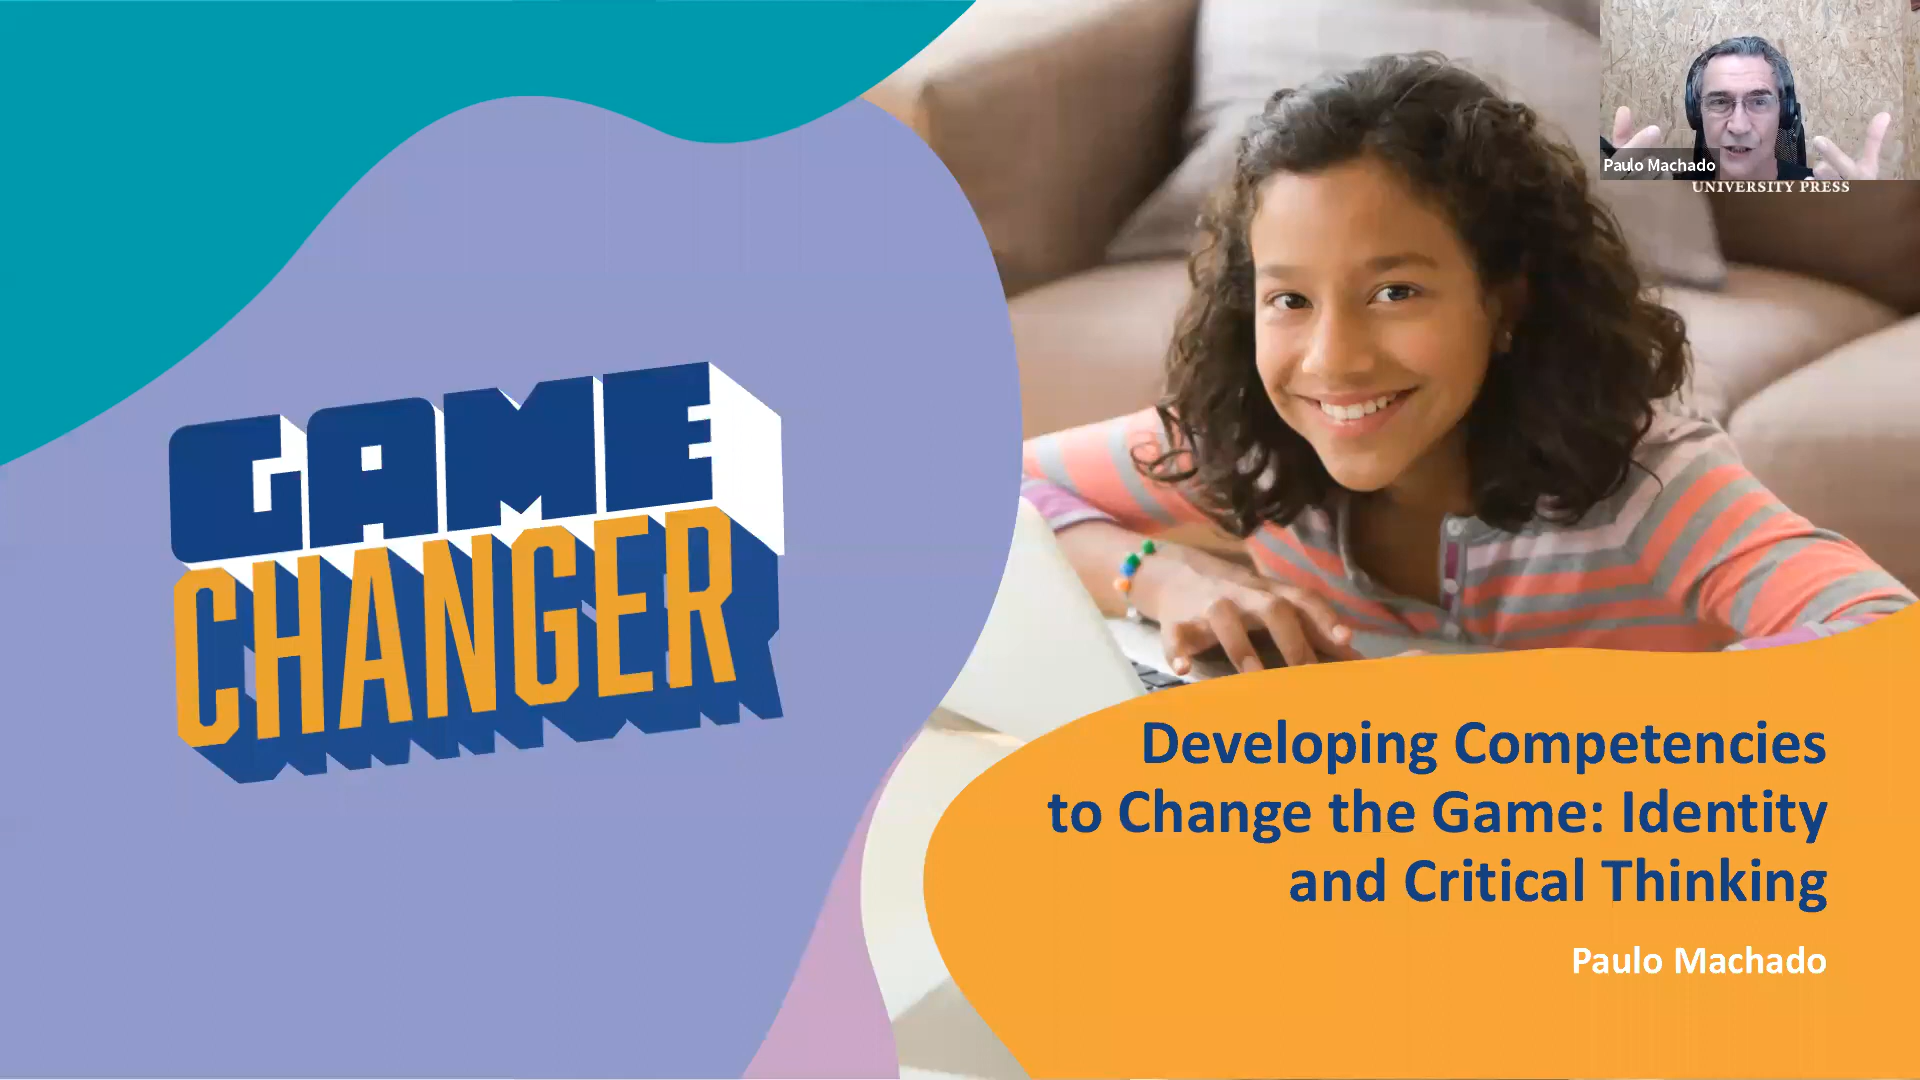 Paulo Machado
UNIVERSITY PRESS
GAME
CHANGER
Developing Competencies
to Change the Game: Identity
and Critical Thinking
Paulo Machado